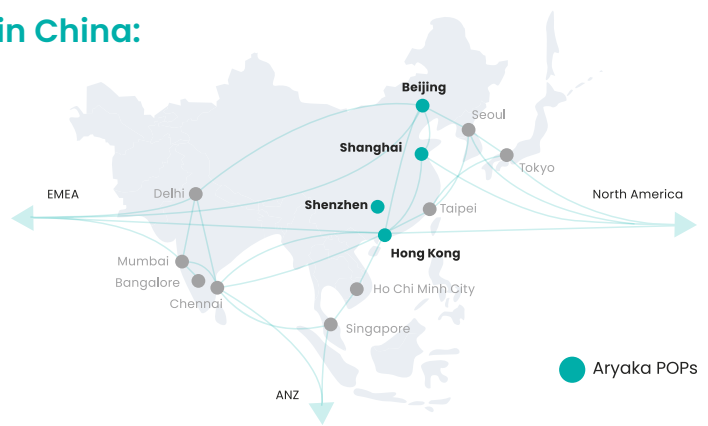 in China:
Beijing
Seoul
Shanghai
Tokyo
EMEA
Delhi
North America
Shenzhen
Taipei
Hong Kong
Mumbai
Bangalore
Ho Chi Minh City
Chennai
Singapore
Aryaka POPs
ANZ